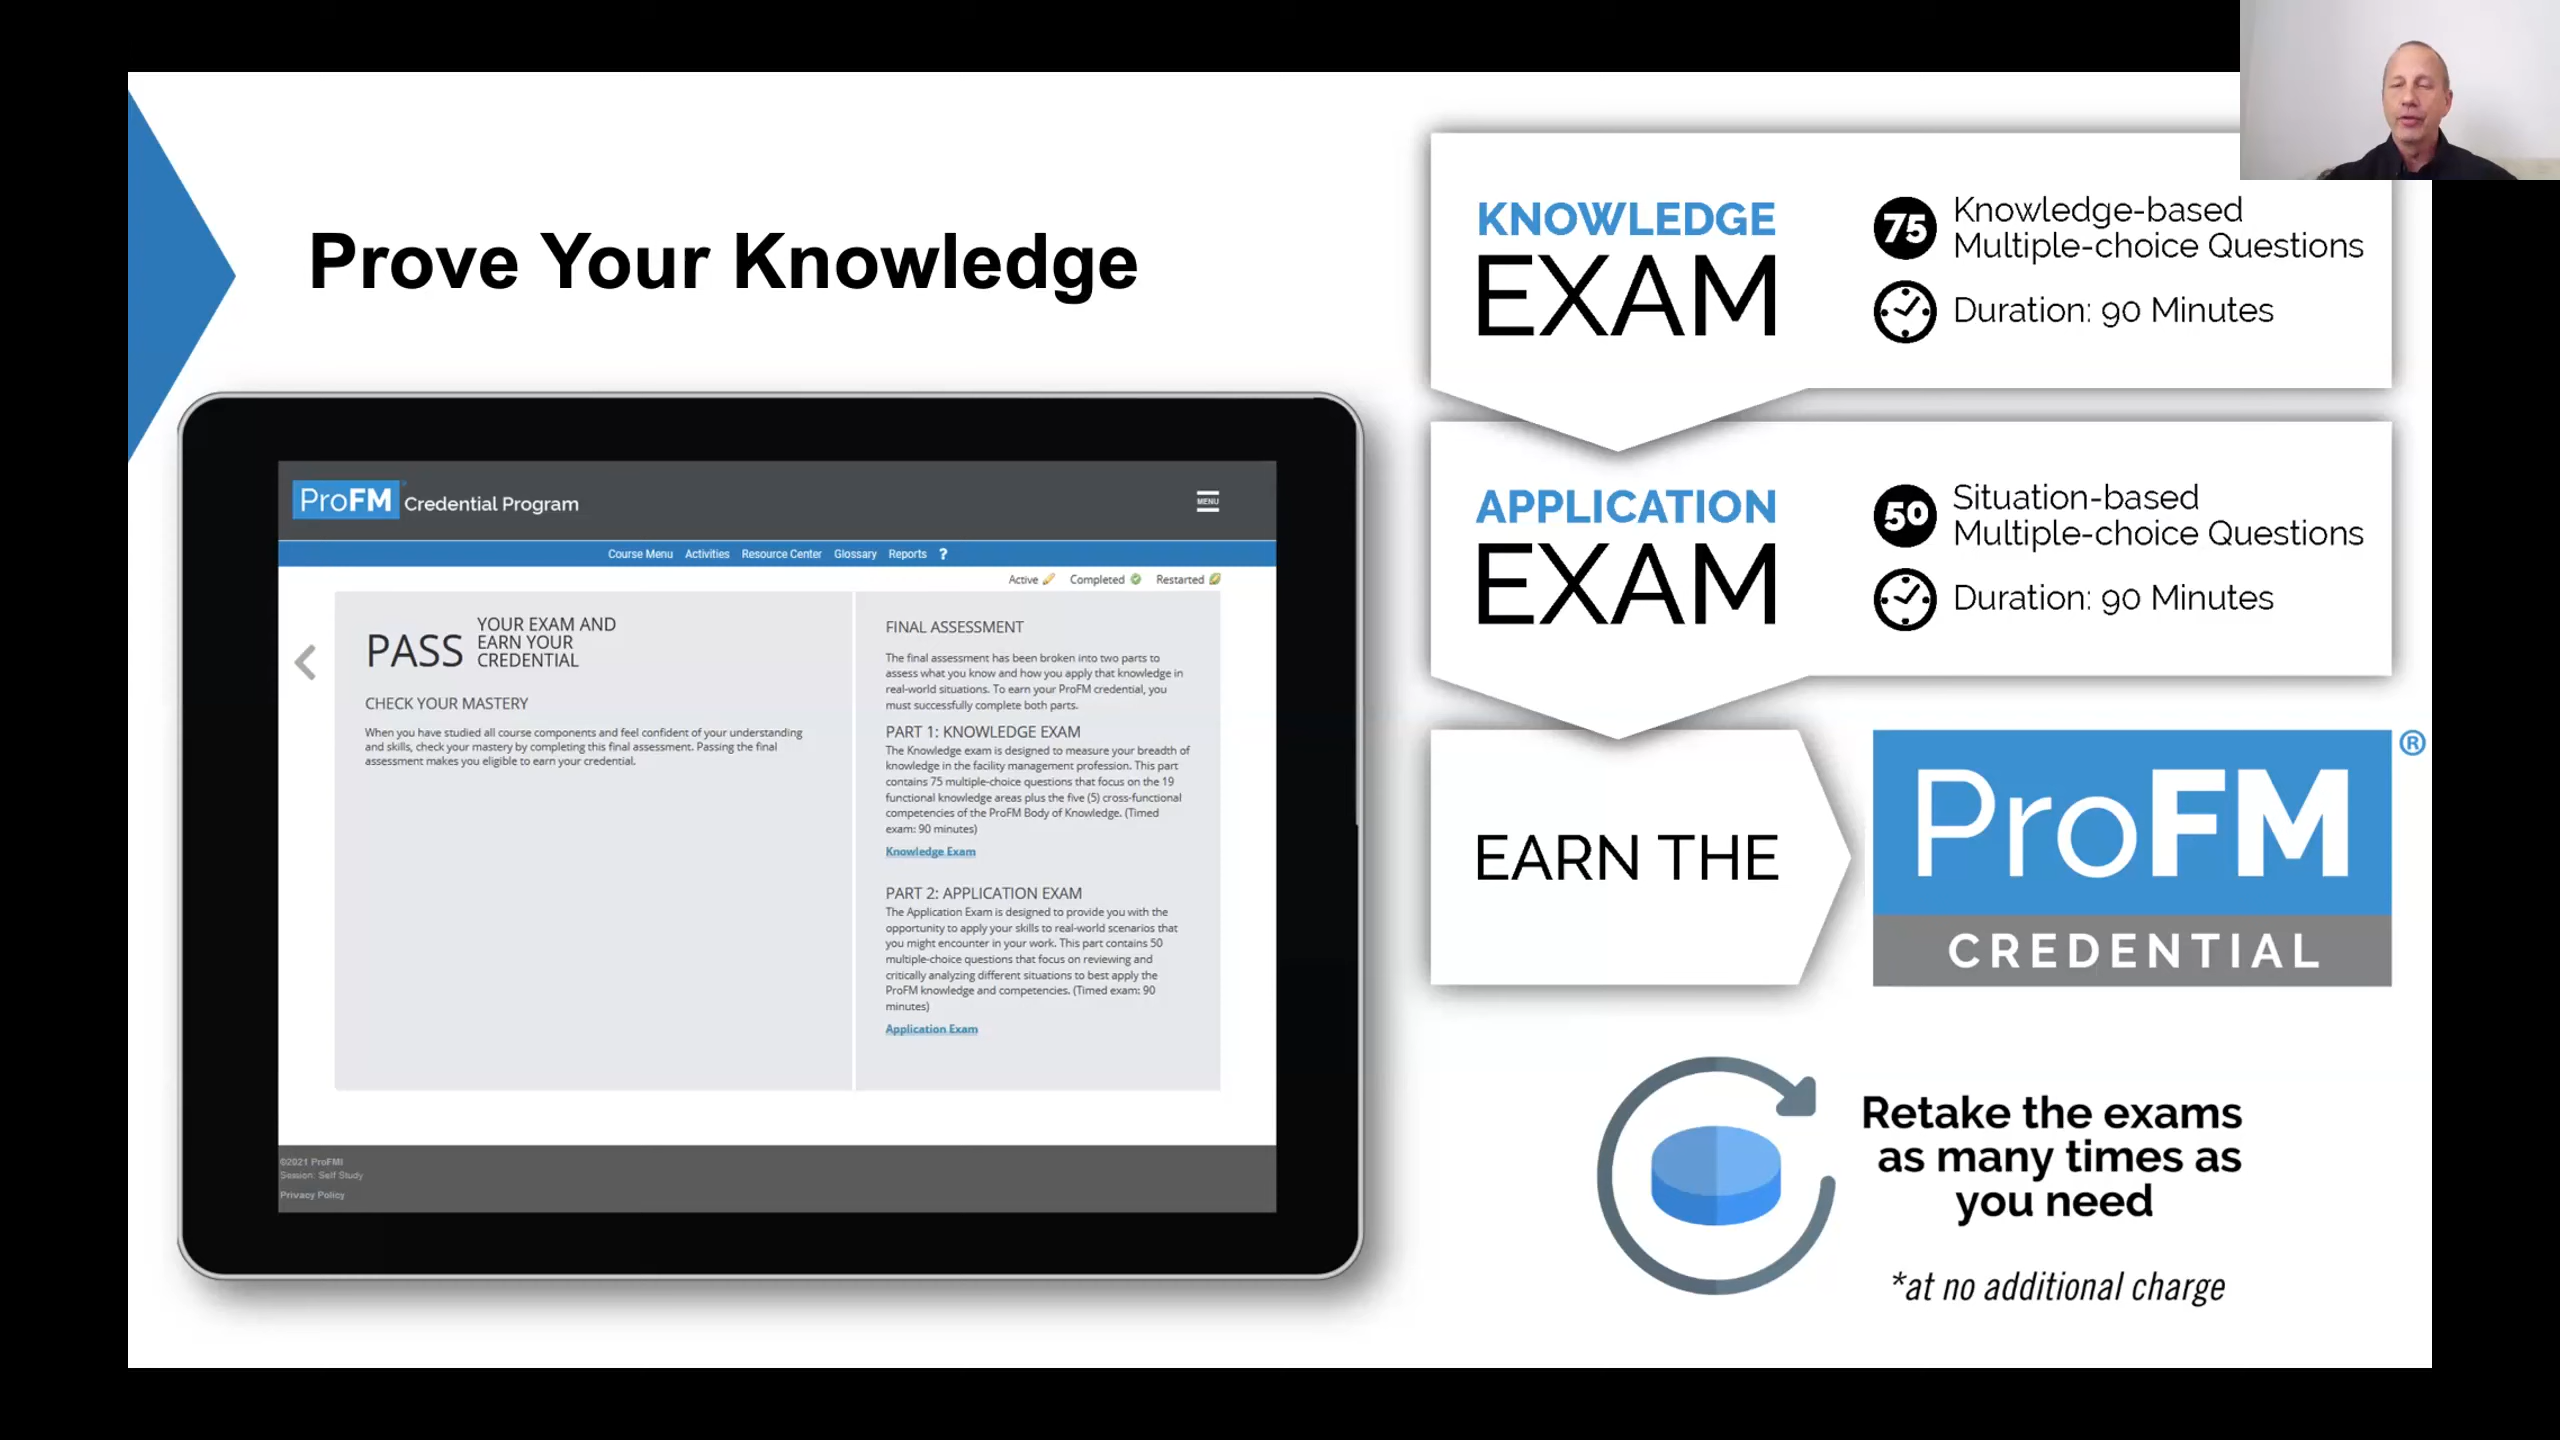 Prove Your Knowledge
ProFM Credential Program
MENU
Course Menu Activities Resource Center Glossary Reports ?
Active Completed Restarted
PASS
YOUR EXAM AND
EARN YOUR
CREDENTIAL
CHECK YOUR MASTERY
When you have studied all course components and feel confident of your understanding
and skills, check your mastery by completing this final assessment. Passing the final
assessment makes you eligible to earn your credential.
FINAL ASSESSMENT
The final assessment has been broken into two parts to
assess what you know and how you apply that knowledge in
real-world situations. To earn your ProFM credential, you
must successfully complete both parts.
PART 1: KNOWLEDGE EXAM
The Knowledge exam is designed to measure your breadth of
knowledge in the facility management profession. This part
contains 75 multiple-choice questions that focus on the 19
functional knowledge areas plus the five (5) cross-functional
competencies of the ProFM Body of Knowledge. (Timed
exam: 90 minutes)
Knowledge Exam
PART 2: APPLICATION EXAM
The Application Exam is designed to provide you with the
opportunity to apply your skills to real-world scenarios that
you might encounter in your work. This part contains 50
multiple-choice questions that focus on reviewing and
critically analyzing different situations to best apply the
ProFM knowledge and competencies. (Timed exam: 90
minutes)
Application Exam
©2021 ProFMI
Session: Self Study
Privacy Policy
KNOWLEDGE
EXAM
75
Knowledge-based
Multiple-choice Questions
Duration: 90 Minutes
APPLICATION
EXAM
50
Situation-based
Multiple-choice Questions
Duration: 90 Minutes
EARN THE
ProFM®
CREDENTIAL
Retake the exams
as many times as
you need
*at no additional charge